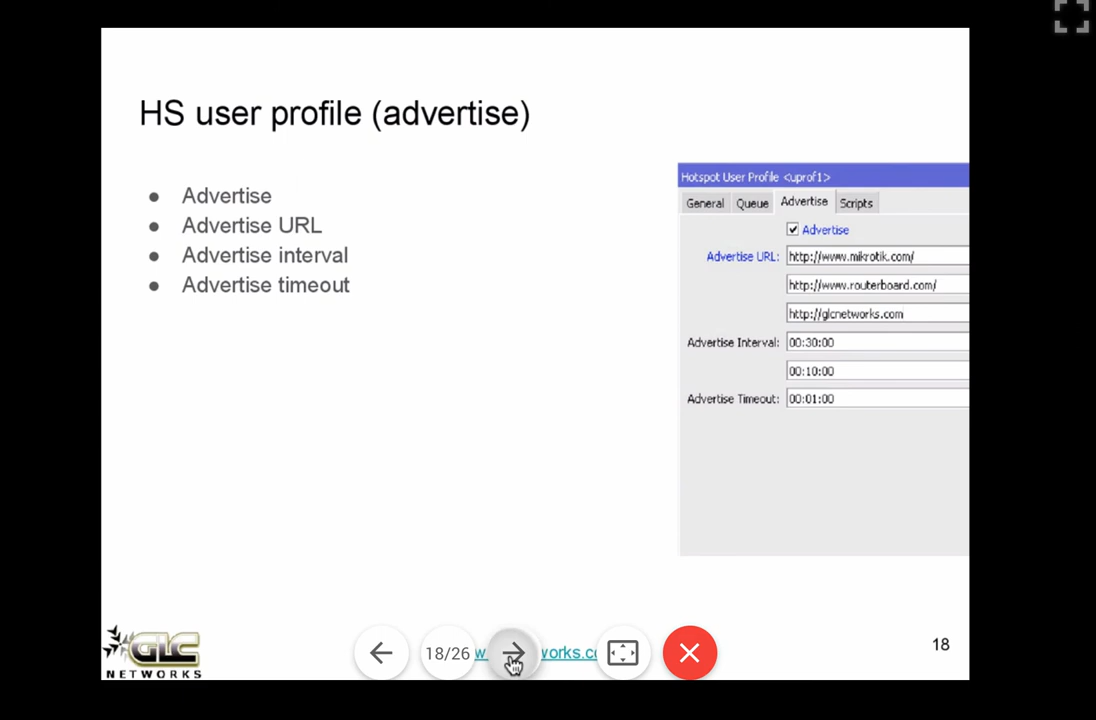 HS user profile (advertise)
● Advertise
● Advertise URL
● Advertise interval
● Advertise timeout
Hotspot User Profile <uprof1>
General Queue Advertise Scripts
Advertise
Advertise URL: http://www.mikrotik.com/
http://www.routerboard.com/
http://glcnetworks.com
Advertise Interval: 00:30:00
00:10:00
Advertise Timeout: 00:01:00
GLC
NETWORKS
18/26
18